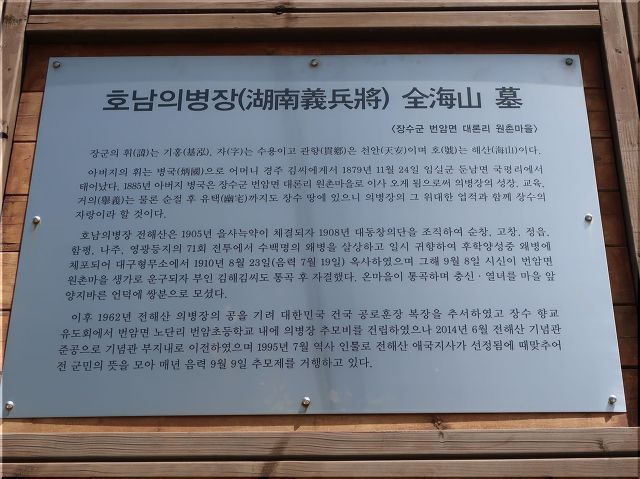 호남의병장(湖南義兵將) 全海山 墓
<장수군 번암면 대론리 원촌마을>
장군의 휘(諱)는 기홍(基泓), 자(字)는 수용이고 관향(貫鄕)은 천안(天安)이며 호(號)는 해산(海山)이다.
아버지의 휘는 병국(炳國)으로 어머니 경주 김씨에게서 1879년 11월 24일 임실군 둔남면 국평리에서
태어났다. 1885년 아버지 병국은 장수군 번암면 대론리 원촌마을로 이사 오게 됨으로써 의병장의 성장, 교육,
거의(擧義)는 물론 순절 후 유택(幽宅)까지도 장수 땅에 있으니 의병장의 그 위대한 업적과 함께 장수의
자랑이라 할 것이다.
호남의병장 전해산은 1905년 을사늑약이 체결되자 1908년 대동창의단을 조직하여 순창, 고창, 정읍,
함평, 나주, 영광등지의 71회 전투에서 수백명의 왜병을 살상하고 일시 귀향하여 후학양성중 왜병에
체포되어 대구형무소에서 1910년 8월 23일(음력 7월 19일) 옥사하였으며 그해 9월 8일 시신이 번암면
원촌마을 생가로 운구되자 부인 김해김씨도 통곡 후 자결했다. 온마을이 통곡하며 충신·열녀를 마을 앞
양지바른 언덕에 쌍분으로 모셨다.
이후 1962년 전해산 의병장의 공을 기려 대한민국 건국 공로훈장 복장을 추서하였고 장수 향교
유도회에서 번암면 노단리 번암초등학교 내에 의병장 추모비를 건립하였으나 2014년 6월 전해산 기념관
준공으로 기념관 부지내로 이전하였으며 1995년 7월 역사 인물로 전해산 애국지사가 선정됨에 때맞추어
전 군민의 뜻을 모아 매년 음력 9월 9일 추모제를 거행하고 있다.